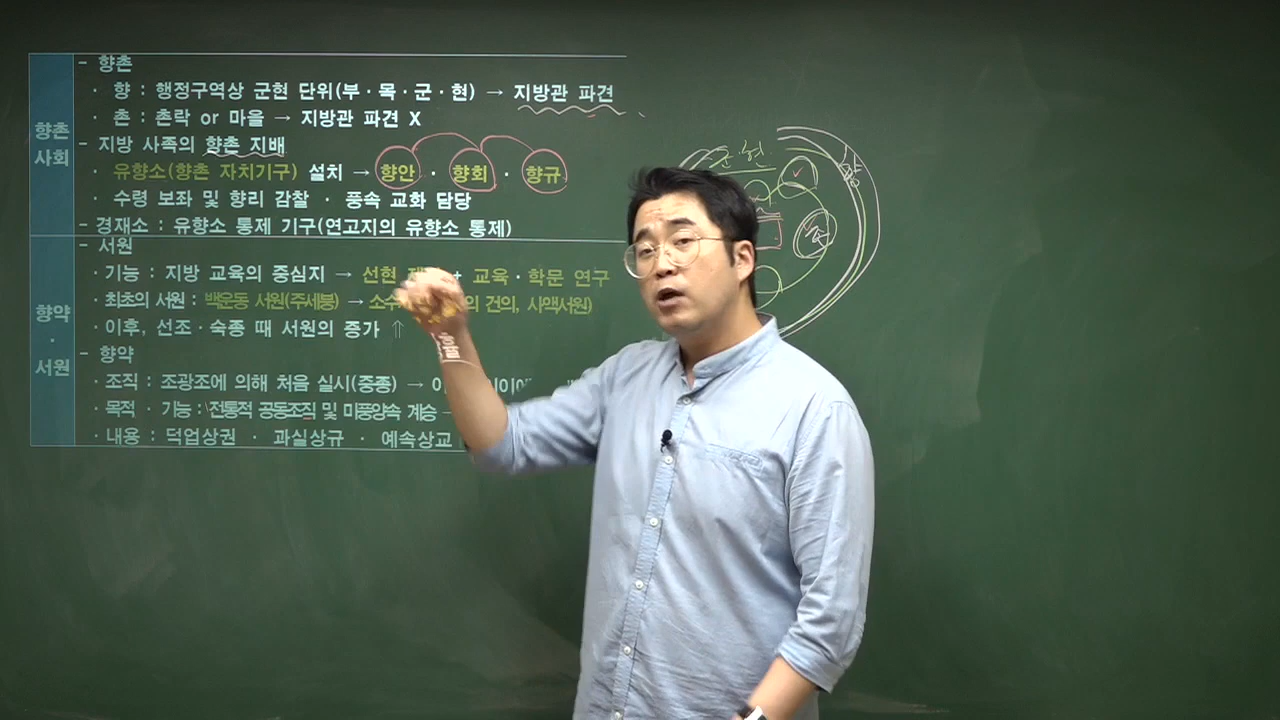 향촌 사회
- 향촌
· 향 : 행정구역상 군현 단위(부·목·군·현) → 지방관 파견
· 촌 : 촌락 or 마을 → 지방관 파견 X
- 지방 사족의 향촌 지배
· 유향소(향촌 자치기구) 설치 → 향안 · 향회 · 향규
· 수령 보좌 및 향리 감찰 · 풍속 교화 담당
- 경재소 : 유향소 통제 기구(연고지의 유향소 통제)
향약 · 서원
- 서원
· 기능 : 지방 교육의 중심지 → 선현 + 교육·학문 연구
· 최초의 서원 : 백운동 서원(주세붕) → 소수 의 건의, 사액서원)
· 이후, 선조·숙종 때 서원의 증가 ⇑
- 향약
· 조직 : 조광조에 의해 처음 실시(중종) →
· 목적 · 기능 : 전통적 공동조직 및 미풍양속 계승
· 내용 : 덕업상권 · 과실상규 · 예속상교
군·현